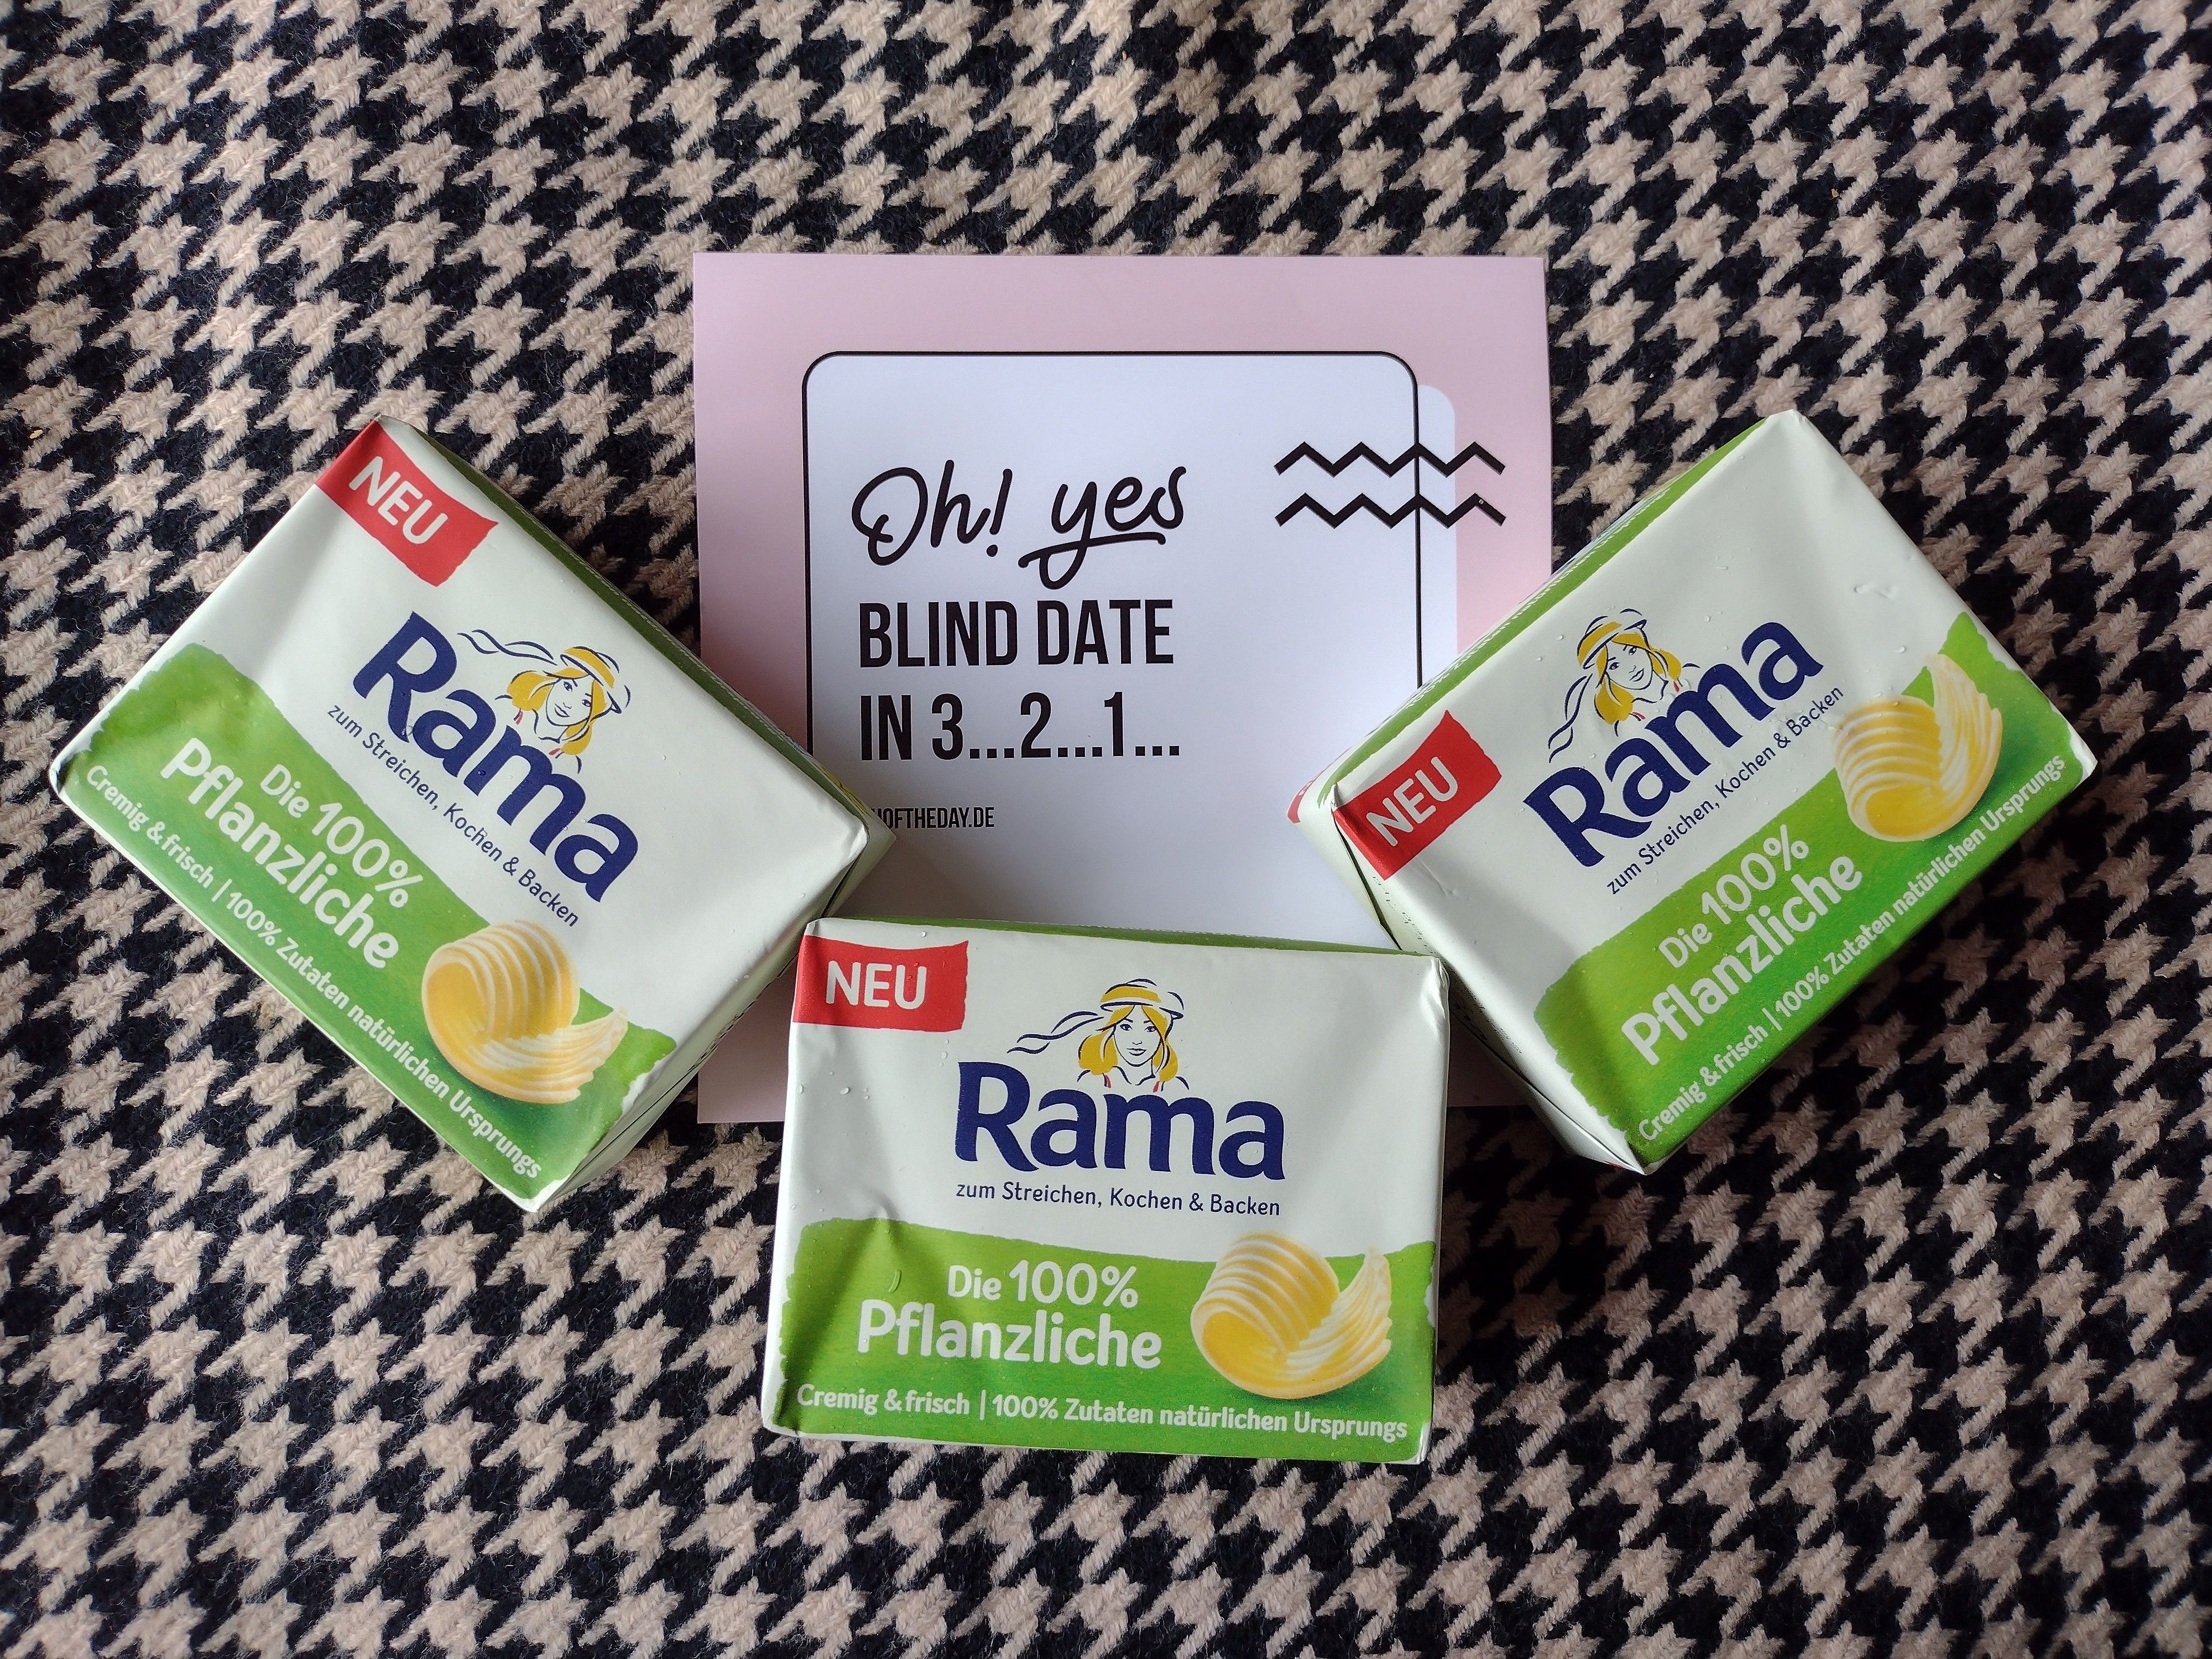 Oh! yes
BLIND DATE
IN 3...2...1...
OFTHEDAY.DE
NEU
Rama
zum Streichen, Kochen & Backen
Die 100%
Pflanzliche
Cremig & frisch | 100% Zutaten natürlichen Ursprungs
NEU
Rama
zum Streichen, Kochen & Backen
Die 100%
Pflanzliche
Cremig & frisch | 100% Zutaten natürlichen Ursprungs
NEU
Rama
zum Streichen, Kochen & Backen
Die 100%
Pflanzliche
Cremig & frisch | 100% Zutaten natürlichen Ursprungs